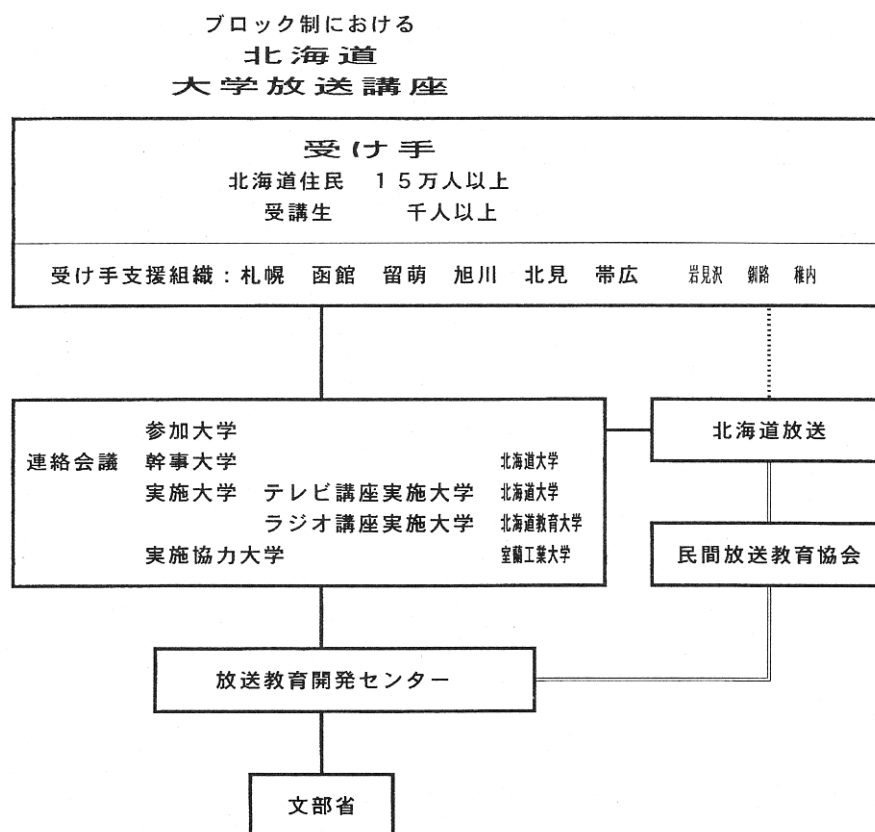 ブロック制における
北海道
大学放送講座
受け手
北海道住民 15万人以上
受講生 千人以上
受け手支援組織：札幌 函館 留萌 旭川 北見 帯広 岩見沢 釧路 稚内
参加大学
連絡会議 幹事大学 北海道大学
実施大学 テレビ講座実施大学 北海道大学
ラジオ講座実施大学 北海道教育大学
実施協力大学 室蘭工業大学
北海道放送
民間放送教育協会
放送教育開発センター
文部省